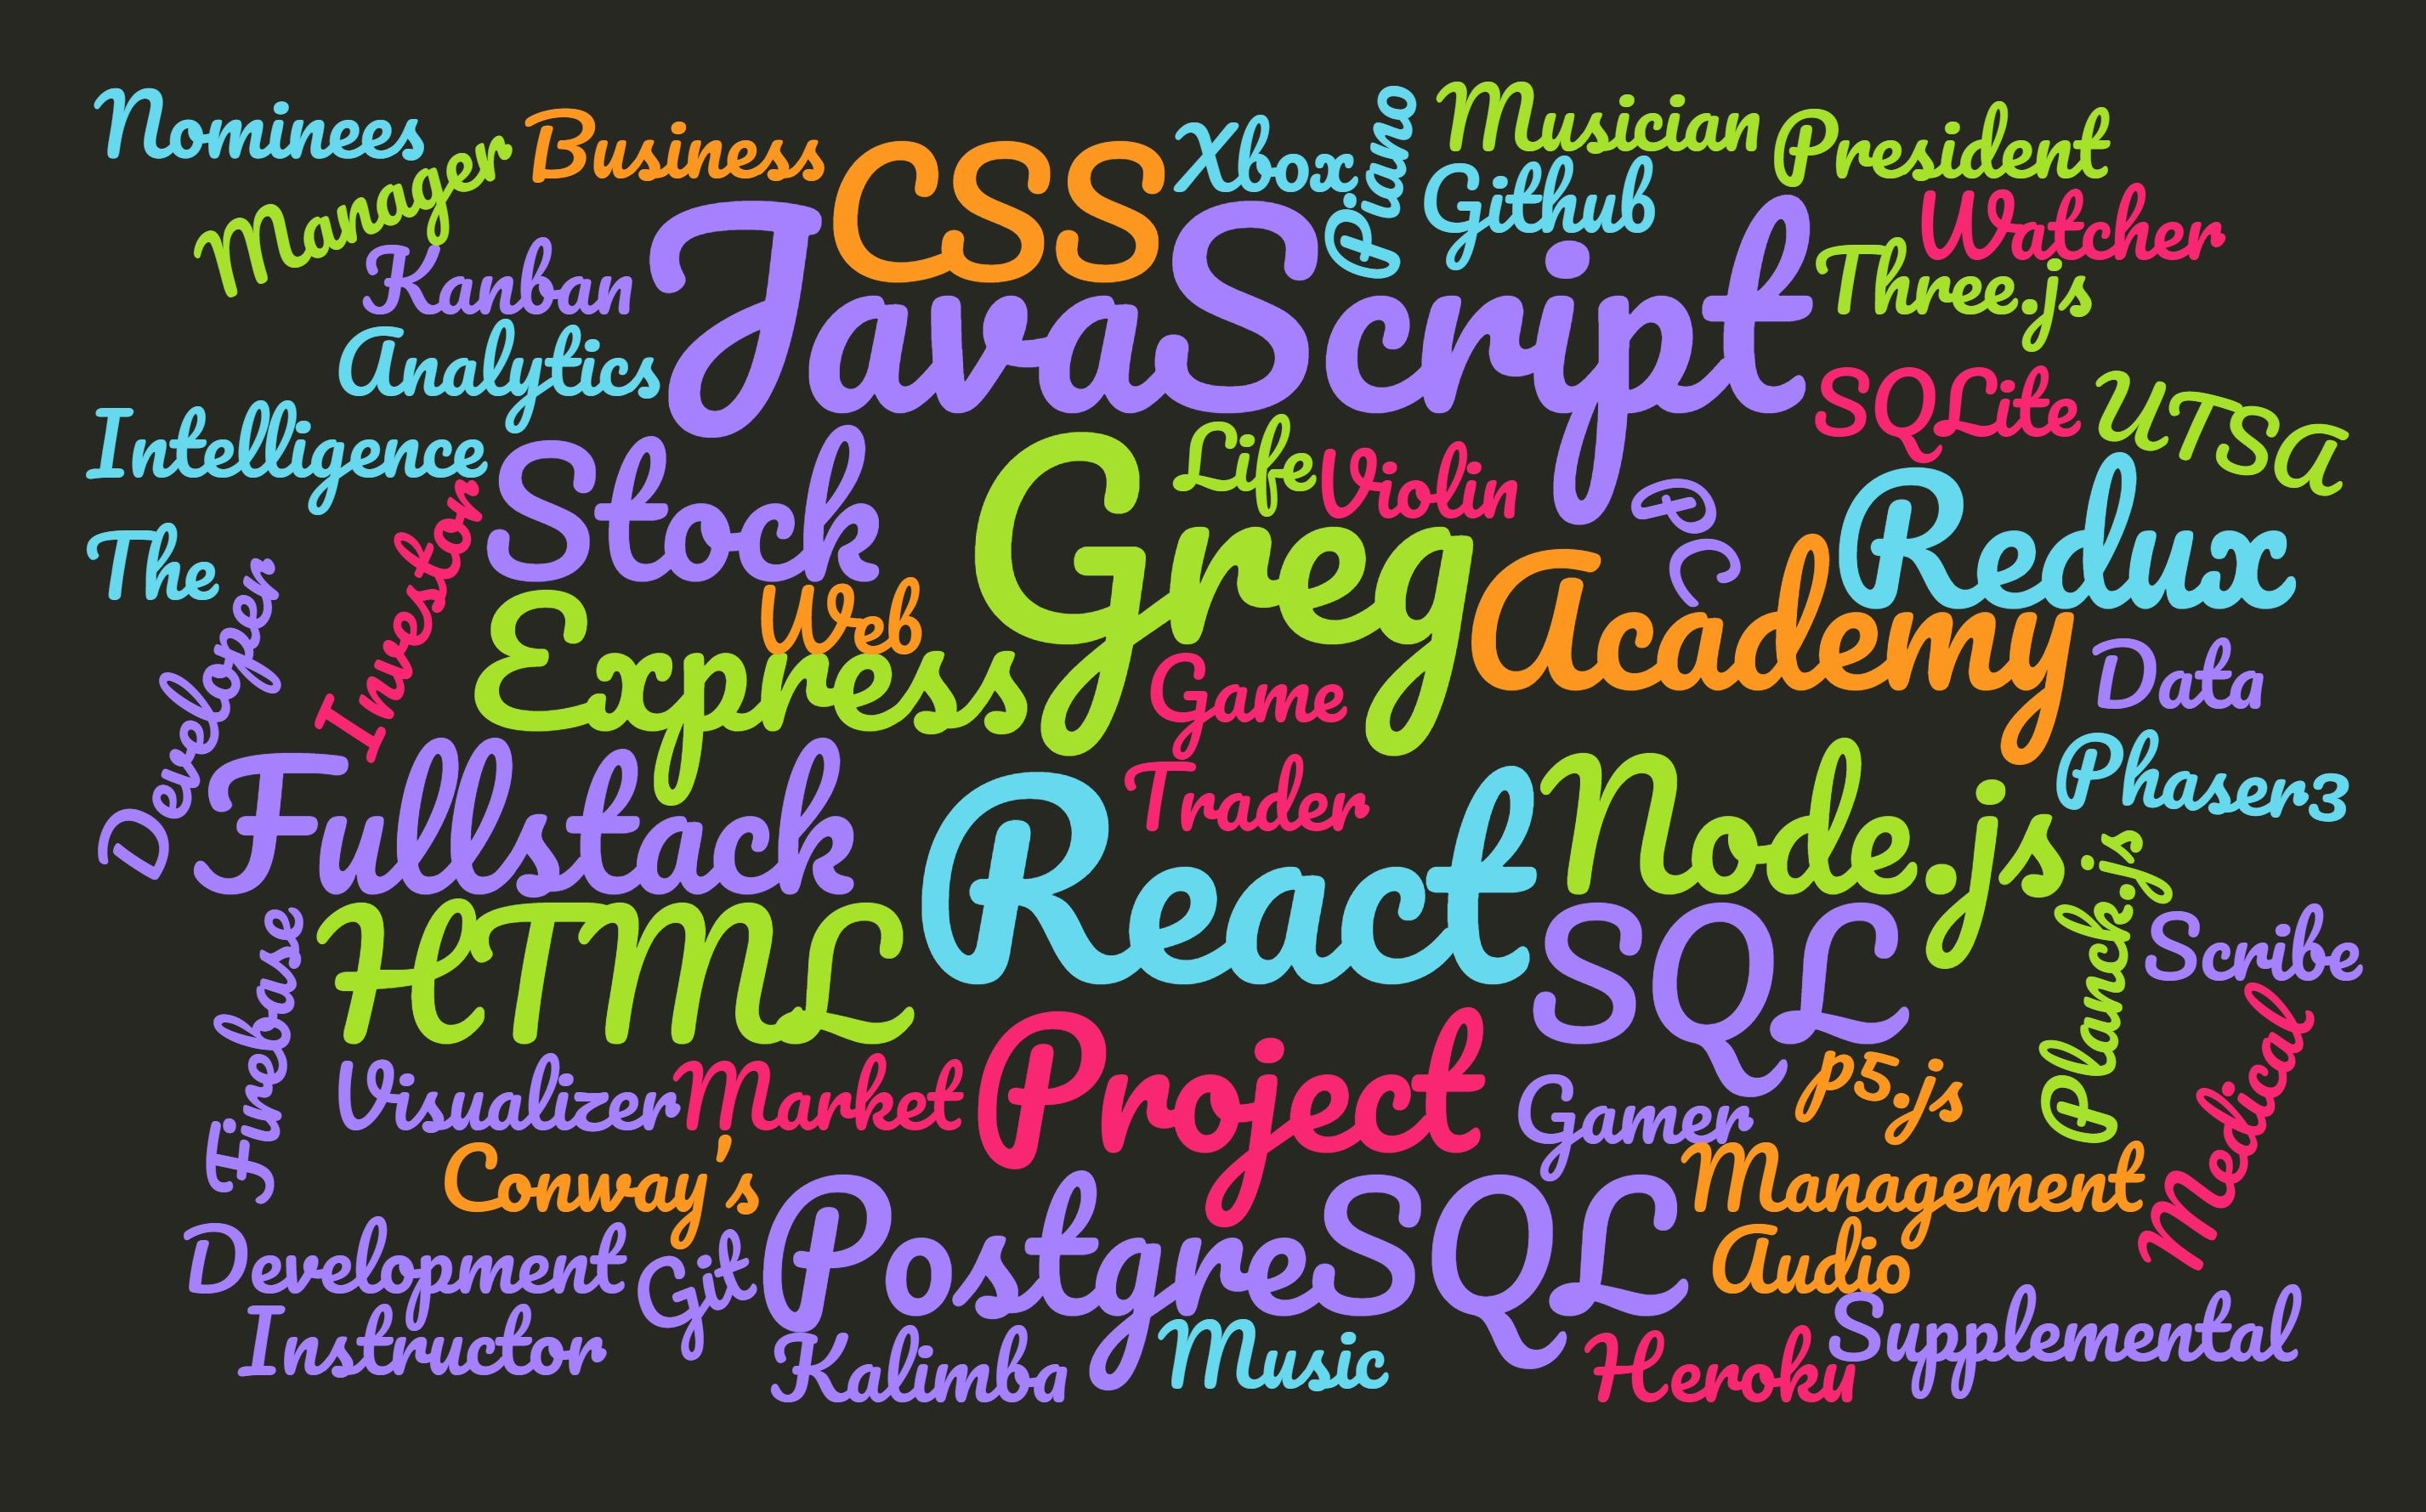 Nominees
Manager
Business
CSS
Xbox
Piano
Musician
President
Github
Watcher
Kanban
JavaScript
Three.js
Analytics
SQLite
UTSA
Intelligence
Stock
Life
Violin
PS
Redux
The
Investor
Greg
Academy
Developer
Web
Express
Game
Data
Fullstack
Trader
React
Node.js
Phaser3
HTML
SQL
Planck.js
Scribe
Firebase
Visualizer
Market
Project
Gamer
p5.js
Medical
Conway's
Management
Development
Git
PostgreSQL
Audio
Instructor
Kalimba
Music
Heroku
Supplemental